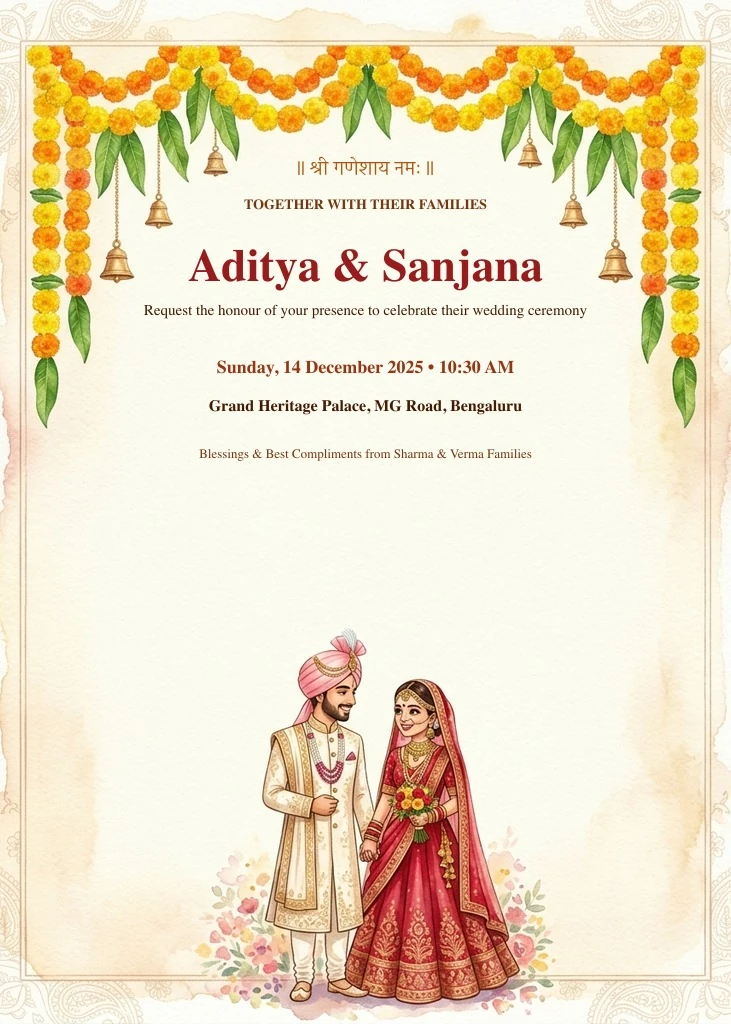 ॥ श्री गणेशाय नमः ॥
TOGETHER WITH THEIR FAMILIES
Aditya & Sanjana
Request the honour of your presence to celebrate their wedding ceremony
Sunday, 14 December 2025 • 10:30 AM
Grand Heritage Palace, MG Road, Bengaluru
Blessings & Best Compliments from Sharma & Verma Families